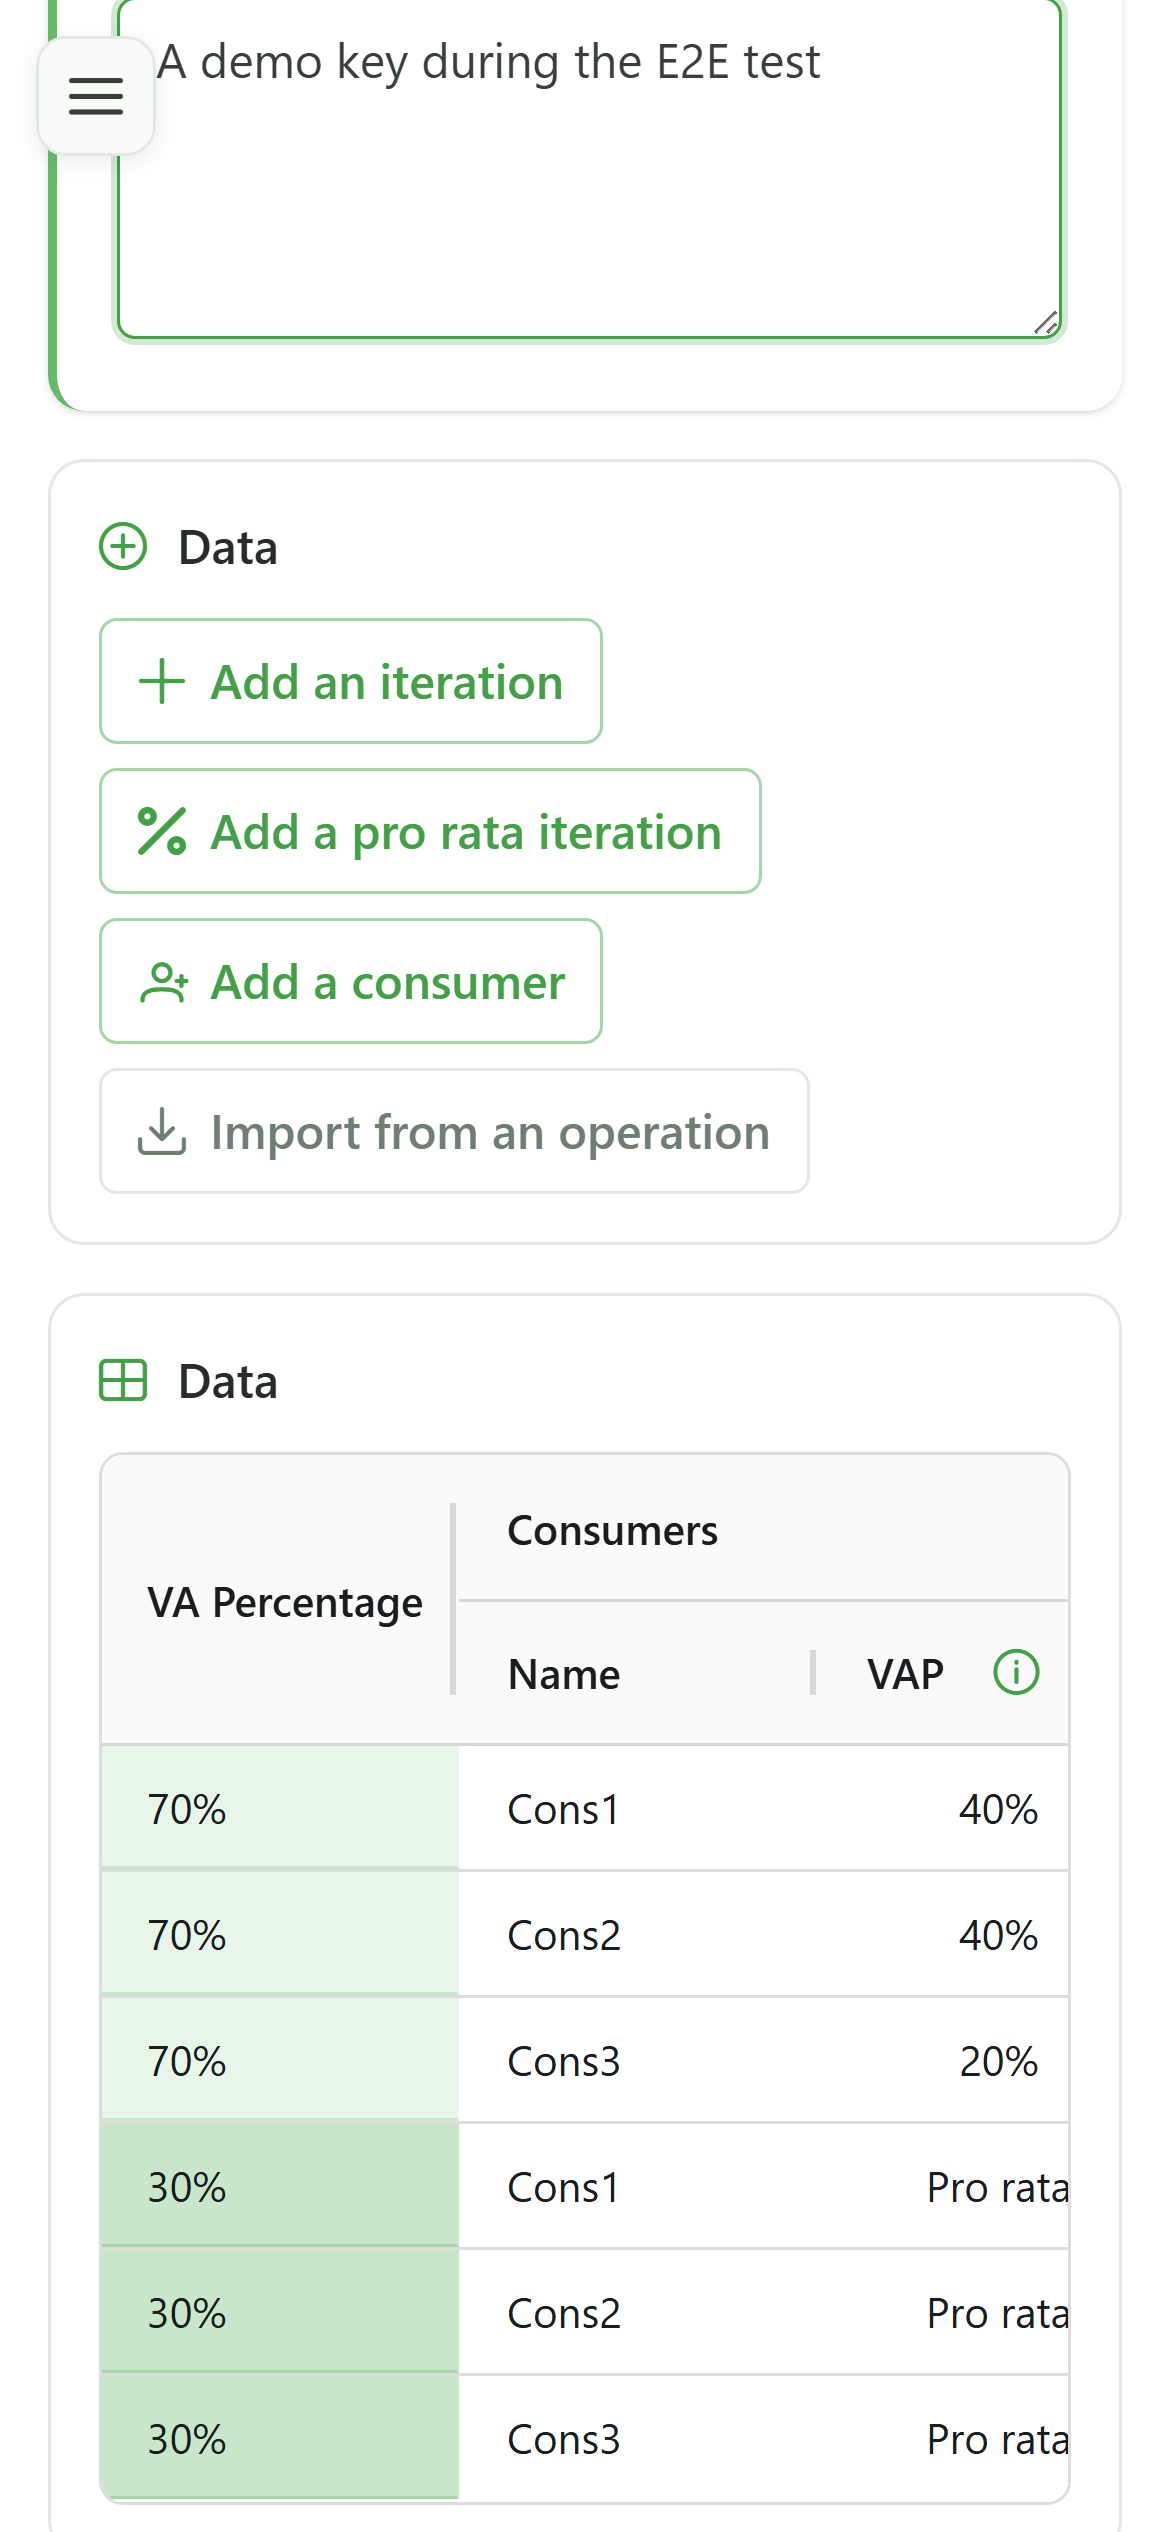 A demo key during the E2E test
Data
Add an iteration
Add a pro rata iteration
Add a consumer
Import from an operation
Data
VA Percentage
Consumers
Name
VAP
70% Cons1 40%
70% Cons2 40%
70% Cons3 20%
30% Cons1 Pro rata
30% Cons2 Pro rata
30% Cons3 Pro rata